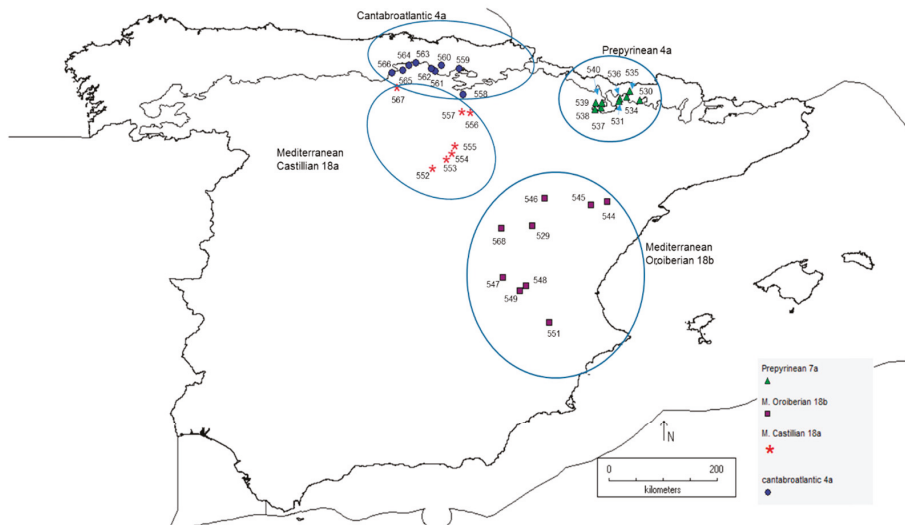 Cantabroatlantic 4a
Prepyrinean 4a
564 563 560 559
566 565 562 561
567 558
540 536 535 530
539 538 537 531 534
557 556
Mediterranean
Castillian 18a
555
554
553
552
546 545 544
568 529
Mediterranean
Oroiberian 18b
547 548
549
551
Prepyrinean 7a
M. Oroiberian 18b
M. Castillian 18a
cantabroatlantic 4a
N
0 200
kilometers